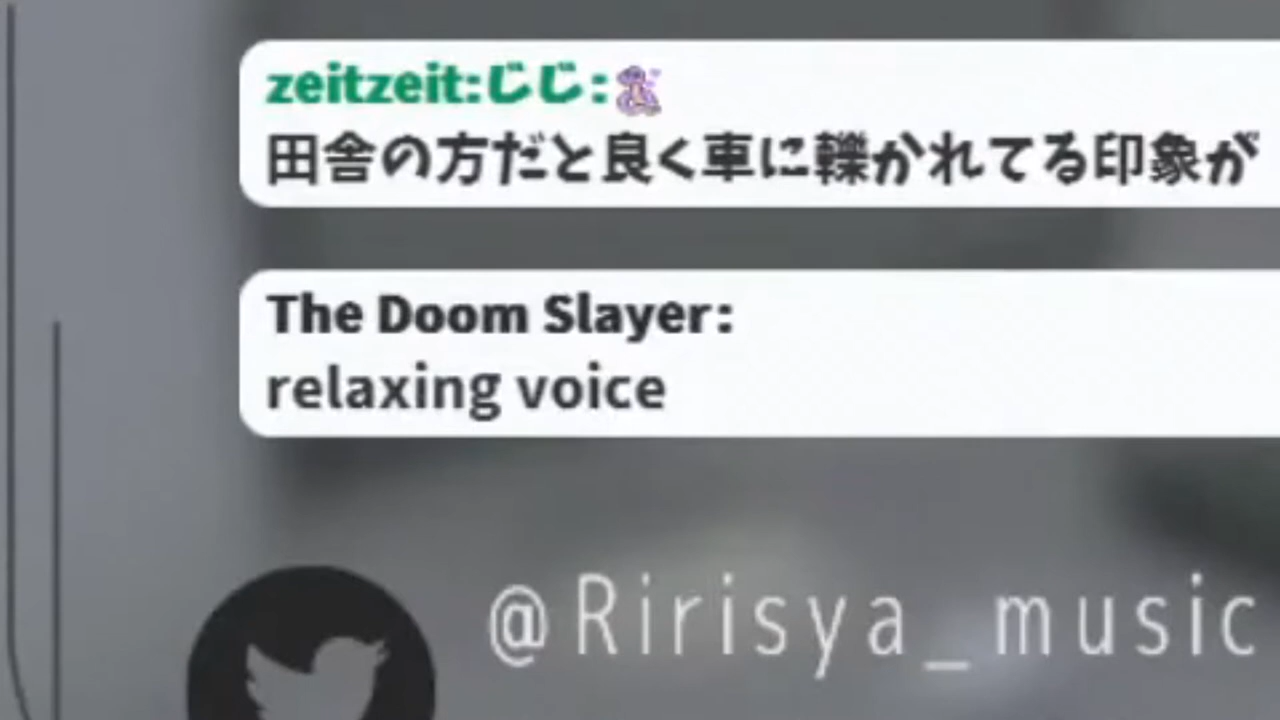 zeitzeit:じじ:
田舎の方だと良く車に轢かれてる印象が
The Doom Slayer:
relaxing voice
@Ririsya_music